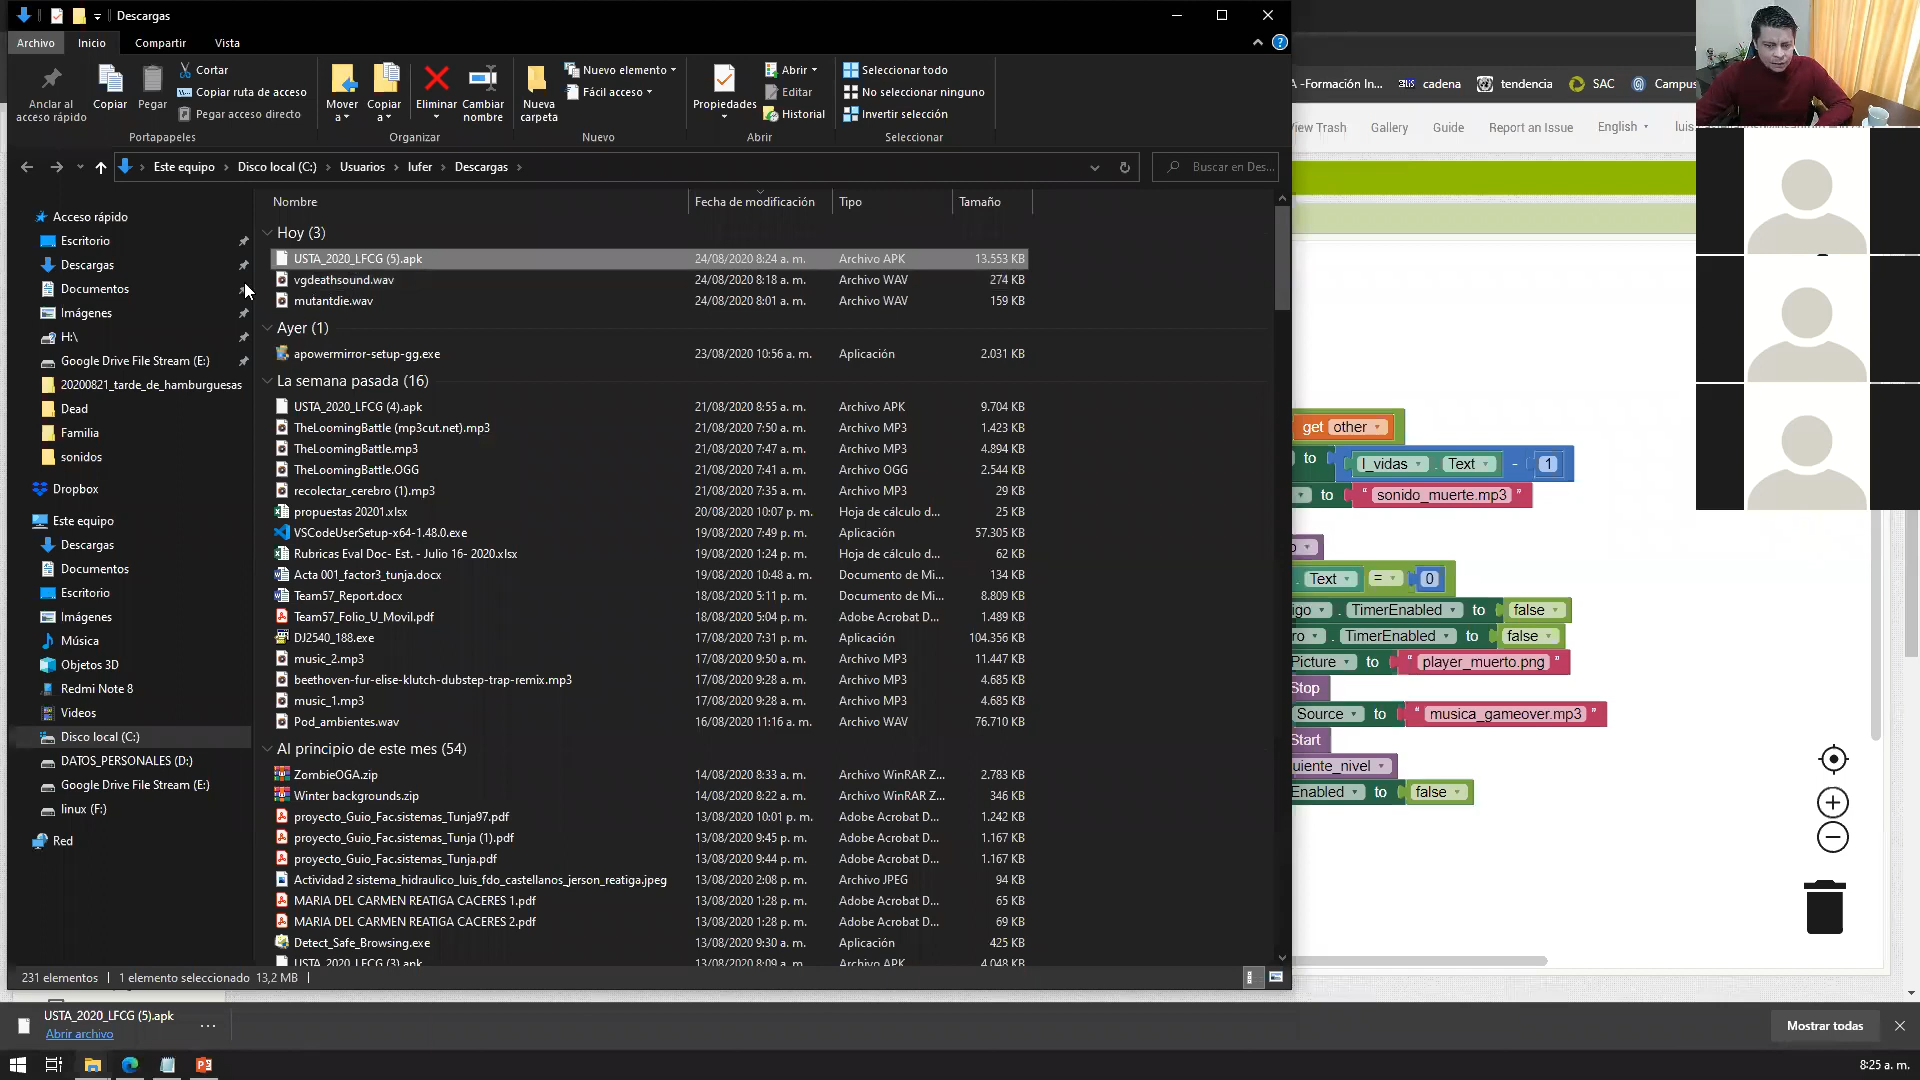 Descargas
Archivo Inicio Compartir Vista
Anclar al acceso rápido
Copiar
Pegar
Cortar
Copiar ruta de acceso
Pegar acceso directo
Portapapeles
Mover a
Copiar a
Eliminar
Cambiar nombre
Organizar
Nueva carpeta
Nuevo elemento
Fácil acceso
Nuevo
Propiedades
Abrir
Editar
Historial
Abrir
Seleccionar todo
No seleccionar ninguno
Invertir selección
Seleccionar
Este equipo Disco local (C:) Usuarios lufer Descargas
Buscar en Des...
Acceso rápido
Escritorio
Descargas
Documentos
Imágenes
H:\
Google Drive File Stream (E:)
20200821_tarde_de_hamburguesas
Dead
Familia
sonidos
Dropbox
Este equipo
Descargas
Documentos
Escritorio
Imágenes
Música
Objetos 3D
Redmi Note 8
Videos
Disco local (C:)
DATOS_PERSONALES (D:)
Google Drive File Stream (E:)
linux (F:)
Red
Nombre Fecha de modificación Tipo Tamaño
Hoy (3)
USTA_2020_LFCG (5).apk 24/08/2020 8:24 a. m. Archivo APK 13.553 KB
vgdeathsound.wav 24/08/2020 8:18 a. m. Archivo WAV 274 KB
mutantdie.wav 24/08/2020 8:01 a. m. Archivo WAV 159 KB
Ayer (1)
apowermirror-setup-gg.exe 23/08/2020 10:56 a. m. Aplicación 2.031 KB
La semana pasada (16)
USTA_2020_LFCG (4).apk 21/08/2020 8:55 a. m. Archivo APK 9.704 KB
TheLoomingBattle (mp3cut.net).mp3 21/08/2020 7:50 a. m. Archivo MP3 1.423 KB
TheLoomingBattle.mp3 21/08/2020 7:47 a. m. Archivo MP3 4.894 KB
TheLoomingBattle.OGG 21/08/2020 7:41 a. m. Archivo OGG 2.544 KB
recolectar_cerebro (1).mp3 21/08/2020 7:35 a. m. Archivo MP3 29 KB
propuestas 20201.xlsx 20/08/2020 10:07 p. m. Hoja de cálculo d... 25 KB
VSCodeUserSetup-x64-1.48.0.exe 19/08/2020 7:49 p. m. Aplicación 57.305 KB
Rubricas Eval Doc- Est. - Julio 16- 2020.xlsx 19/08/2020 1:24 p. m. Hoja de cálculo d... 62 KB
Acta 001_factor3_tunja.docx 19/08/2020 10:48 a. m. Documento de Mi... 134 KB
Team57_Report.docx 18/08/2020 5:11 p. m. Documento de Mi... 8.809 KB
Team57_Folio_U_Movil.pdf 18/08/2020 5:04 p. m. Adobe Acrobat D... 1.489 KB
DJ2540_188.exe 17/08/2020 7:31 p. m. Aplicación 104.356 KB
music_2.mp3 17/08/2020 9:50 a. m. Archivo MP3 11.447 KB
beethoven-fur-elise-klutch-dubstep-trap-remix.mp3 17/08/2020 9:28 a. m. Archivo MP3 4.685 KB
music_1.mp3 17/08/2020 9:28 a. m. Archivo MP3 4.685 KB
Pod_ambientes.wav 16/08/2020 11:16 a. m. Archivo WAV 76.710 KB
Al principio de este mes (54)
ZombieOGA.zip 14/08/2020 8:33 a. m. Archivo WinRAR Z... 2.783 KB
Winter backgrounds.zip 14/08/2020 8:22 a. m. Archivo WinRAR Z... 346 KB
proyecto_Guio_Fac.sistemas_Tunja97.pdf 13/08/2020 10:01 p. m. Adobe Acrobat D... 1.242 KB
proyecto_Guio_Fac.sistemas_Tunja (1).pdf 13/08/2020 9:45 p. m. Adobe Acrobat D... 1.167 KB
proyecto_Guio_Fac.sistemas_Tunja.pdf 13/08/2020 9:44 p. m. Adobe Acrobat D... 1.167 KB
Actividad 2 sistema_hidraulico_luis_fdo_castellanos_jerson_reatiga.jpeg 13/08/2020 2:08 p. m. Archivo JPEG 94 KB
MARIA DEL CARMEN REATIGA CACERES 1.pdf 13/08/2020 1:28 p. m. Adobe Acrobat D... 65 KB
MARIA DEL CARMEN REATIGA CACERES 2.pdf 13/08/2020 1:28 p. m. Adobe Acrobat D... 69 KB
Detect_Safe_Browsing.exe 13/08/2020 9:30 a. m. Aplicación 425 KB
USTA_2020_LFCG (3).apk 13/08/2020 8:09 a. m. Archivo APK 4.048 KB
231 elementos 1 elemento seleccionado 13,2 MB
A -Formación In... cadena tendencia SAC Campus
View Trash Gallery Guide Report an Issue English luis
get other
to l_vidas . Text - 1
to " sonido_muerte.mp3 "
. Text = 0
igo . TimerEnabled to false
ro . TimerEnabled to false
Picture to " player_muerto.png "
Stop
Source to " musica_gameover.mp3 "
Start
uiente_nivel
Enabled to false
USTA_2020_LFCG (5).apk
Abrir archivo
Mostrar todas
8:25 a. m.